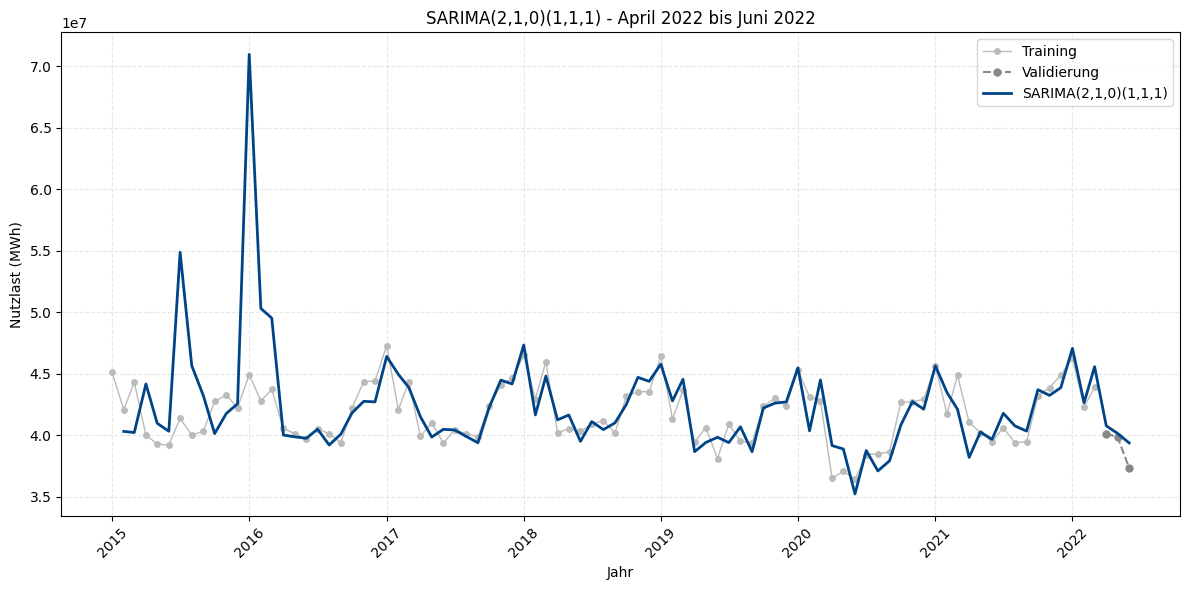 SARIMA(2,1,0)(1,1,1) - April 2022 bis Juni 2022
1e7
Training
Validierung
SARIMA(2,1,0)(1,1,1)
7.0
6.5
6.0
5.5
5.0
4.5
4.0
3.5
Nutzlast (MWh)
2015
2016
2017
2018
2019
2020
2021
2022
Jahr